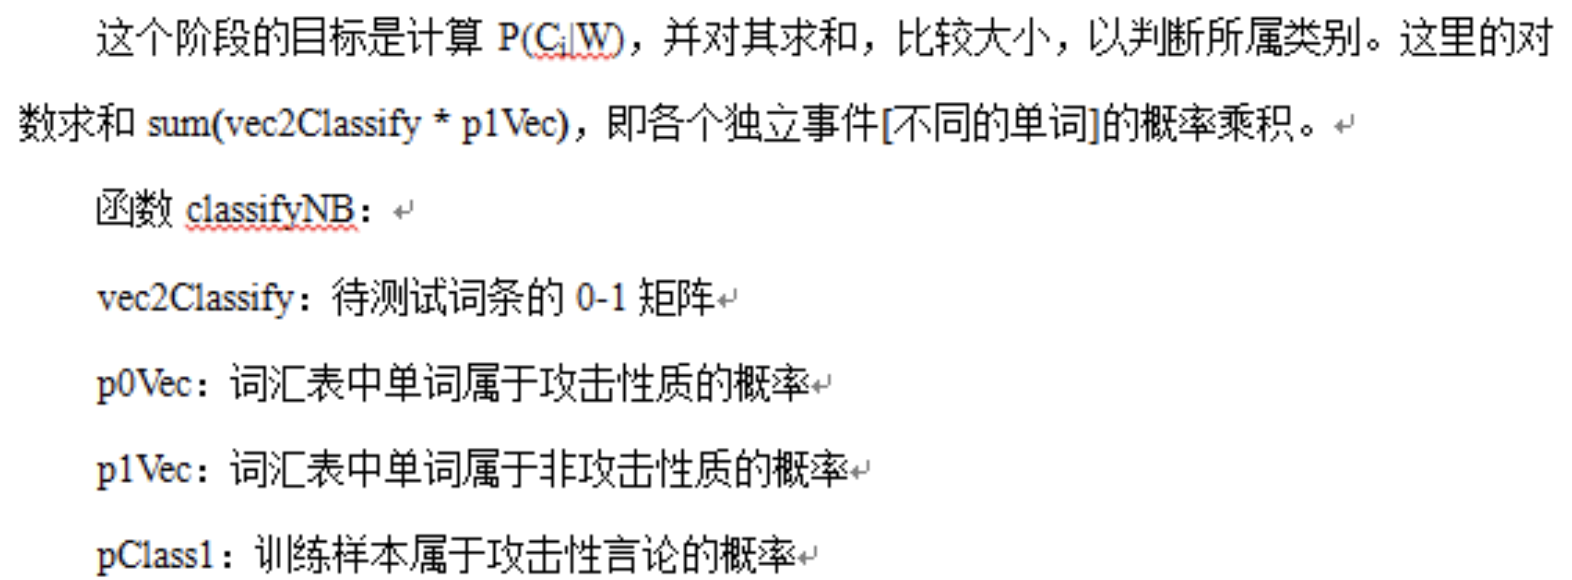 这个阶段的目标是计算 P(Ci|W)，并对其求和，比较大小，以判断所属类别。这里的对
数求和 sum(vec2Classify * p1Vec)，即各个独立事件[不同的单词]的概率乘积。↵
函数 classifyNB：↵
vec2Classify：待测试词条的 0-1 矩阵↵
p0Vec：词汇表中单词属于攻击性质的概率↵
p1Vec：词汇表中单词属于非攻击性质的概率↵
pClass1：训练样本属于攻击性言论的概率↵